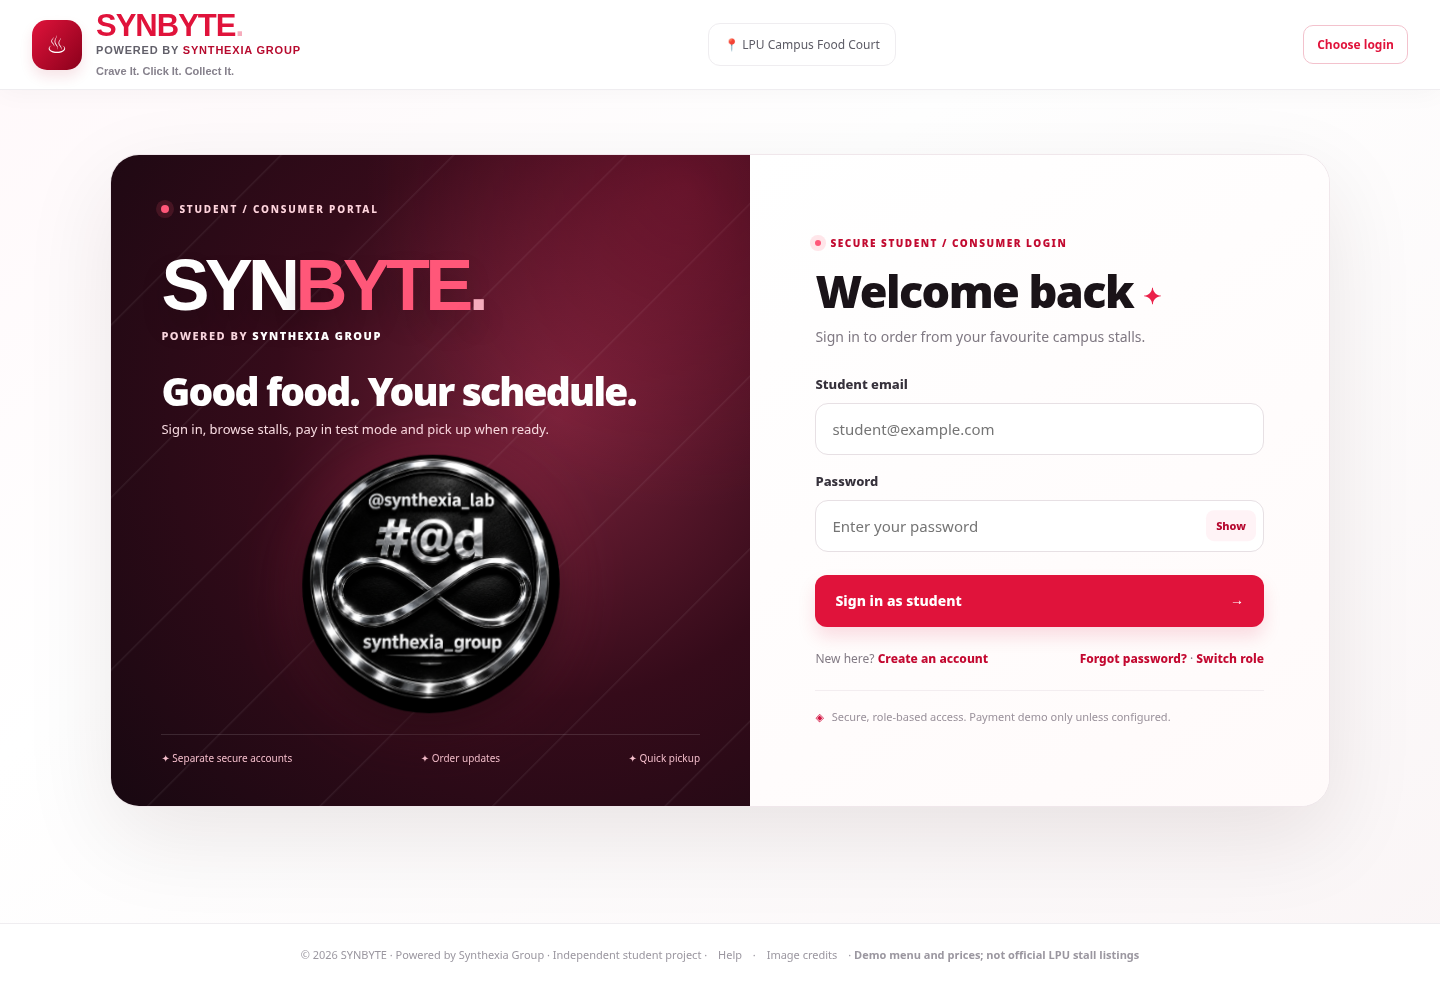 SYNBYTE.
POWERED BY SYNTHEXIA GROUP
Crave It. Click It. Collect It.
📍 LPU Campus Food Court
Choose login
STUDENT / CONSUMER PORTAL
SYNBYTE.
POWERED BY SYNTHEXIA GROUP
Good food. Your schedule.
Sign in, browse stalls, pay in test mode and pick up when ready.
@synthexia_lab
#@d
synthexia_group
✦ Separate secure accounts
✦ Order updates
✦ Quick pickup
SECURE STUDENT / CONSUMER LOGIN
Welcome back ✦
Sign in to order from your favourite campus stalls.
Student email
student@example.com
Password
Enter your password
Show
Sign in as student →
New here? Create an account
Forgot password? · Switch role
◈ Secure, role-based access. Payment demo only unless configured.
© 2026 SYNBYTE · Powered by Synthexia Group · Independent student project · Help · Image credits · Demo menu and prices; not official LPU stall listings